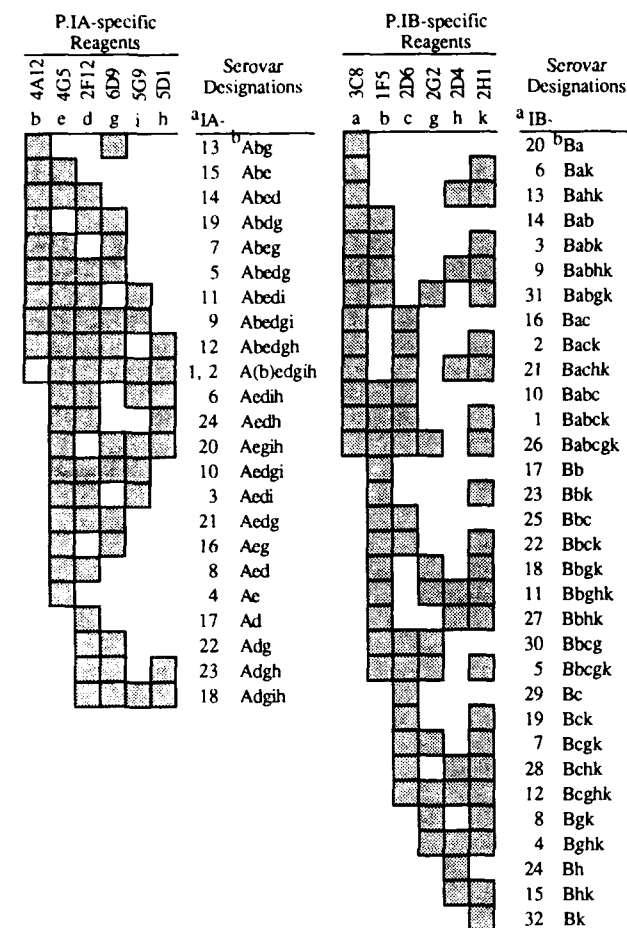 P.IA-specific
Reagents
4A12 4G5 2F12 6D9 5G9 5D1
Serovar
Designations
b e d g i h
a IA-
13 b Abg
15 Abe
14 Abed
19 Abdg
7 Abeg
5 Abedg
11 Abedi
9 Abedgi
12 Abedgh
1, 2 A(b)edgih
6 Aedih
24 Aedh
20 Aegih
10 Aedgi
3 Aedi
21 Aedg
16 Aeg
8 Aed
4 Ae
17 Ad
22 Adg
23 Adgh
18 Adgih
P.IB-specific
Reagents
3C8 1F5 2D6 2G2 2D4 2H1
Serovar
Designations
a b c g h k
a IB-
20 b Ba
6 Bak
13 Bahk
14 Bab
3 Babk
9 Babhk
31 Babgk
16 Bac
2 Back
21 Bachk
10 Babc
1 Babck
26 Babcgk
17 Bb
23 Bbk
25 Bbc
22 Bbck
18 Bbgk
11 Bbghk
27 Bbhk
30 Bbcg
5 Bbcgk
29 Bc
19 Bck
7 Bcgk
28 Bchk
12 Bcghk
8 Bgk
4 Bghk
24 Bh
15 Bhk
32 Bk